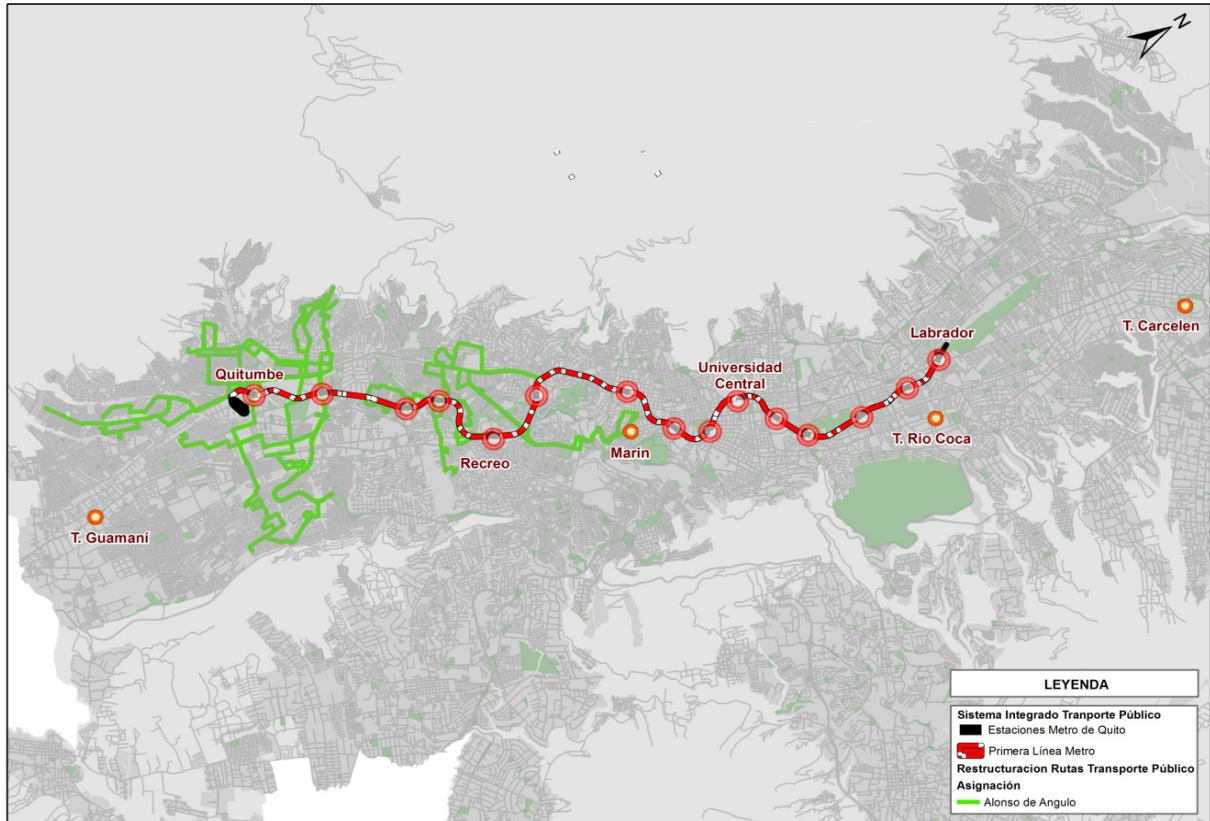 N
Labrador
T. Carcelen
Universidad
Central
Quitumbe
T. Rio Coca
Marin
Recreo
T. Guamaní
LEYENDA
Sistema Integrado Tranporte Público
Estaciones Metro de Quito
Primera Línea Metro
Restructuracion Rutas Transporte Público
Asignación
Alonso de Angulo